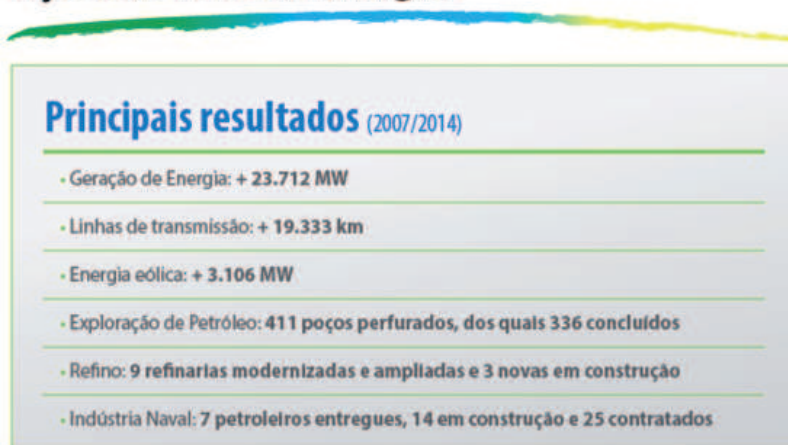 Principais resultados (2007/2014)
• Geração de Energia: + 23.712 MW
• Linhas de transmissão: + 19.333 km
• Energia eólica: + 3.106 MW
• Exploração de Petróleo: 411 poços perfurados, dos quais 336 concluídos
• Refino: 9 refinarias modernizadas e ampliadas e 3 novas em construção
• Indústria Naval: 7 petroleiros entregues, 14 em construção e 25 contratados